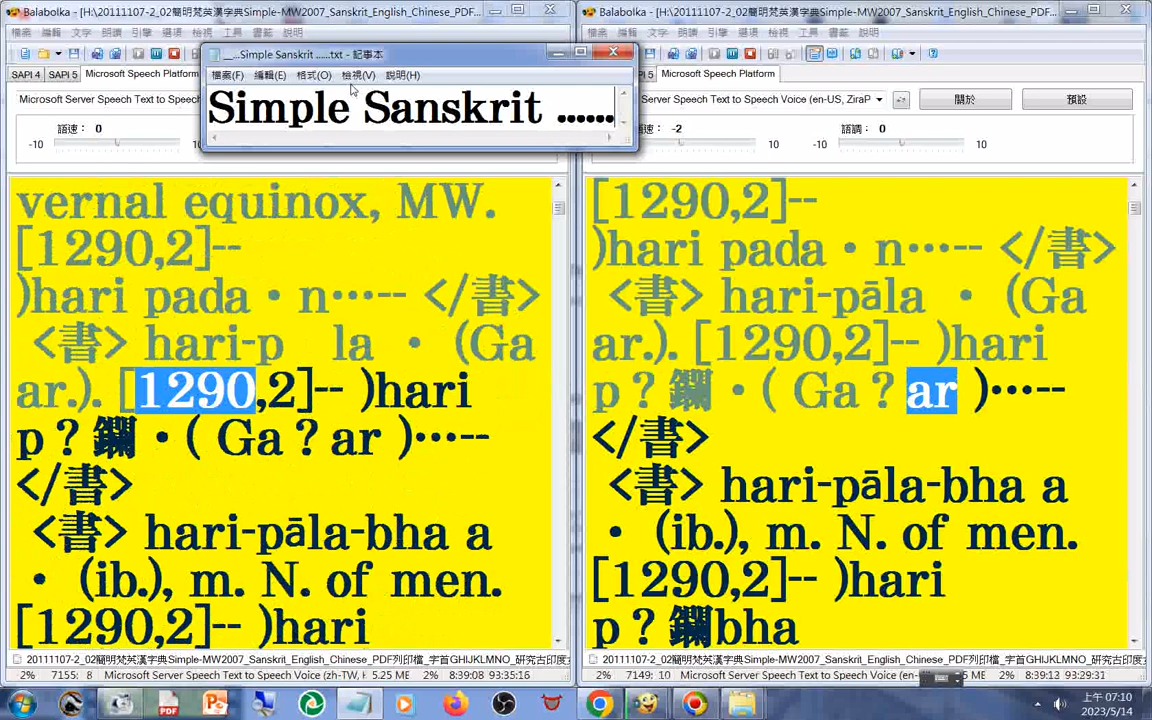 Balabolka - [H:\20111107-2_02簡明梵英漢字典Simple-MW2007_Sanskrit_English_Chinese_PDF...
檔案 編輯 文字 朗讀 引擎 書籤 工具 視窗 說明
SAPI 4 SAPI 5 Microsoft Speech Platform
Microsoft Server Speech Text to Speech
語速: 0
-10
vernal equinox, MW.
[1290,2]--
)hari pada・n…-- </書>
<書> hari-p la ・ (Ga
ar.). [1290,2]-- )hari
p？鑭・( Ga？ar )…--
</書>
<書> hari-pāla-bha a
・ (ib.), m. N. of men.
[1290,2]-- )hari
20111107-2_02簡明梵英漢字典Simple-MW2007_Sanskrit_English_Chinese_PDF列印檔_字首GHIJKLMNO_研究古印度
2% 7155: 8 Microsoft Server Speech Text to Speech Voice (zh-TW, 5.25 ME 2% 8:39:08 93:35:16
__...Simple Sanskrit ......txt - 記事本
檔案(F) 編輯(E) 格式(O) 檢視(V) 說明(H)
Simple Sanskrit ......
Balabolka - [H:\20111107-2_02簡明梵英漢字典Simple-MW2007_Sanskrit_English_Chinese_PDF...
5 Microsoft Speech Platform
Server Speech Text to Speech Voice (en-US, ZiraP
關於 預設
語速: -2 語調: 0
10 -10 10
[1290,2]--
)hari pada・n…-- </書>
<書> hari-pāla ・ (Ga
ar.). [1290,2]-- )hari
p？鑭・( Ga？ar )…--
</書>
<書> hari-pāla-bha a
・ (ib.), m. N. of men.
[1290,2]-- )hari
p？鑭bha
20111107-2_02簡明梵英漢字典Simple-MW2007_Sanskrit_English_Chinese_PDF列印檔_字首GHIJKLMNO_研究古印度
2% 7149: 10 Microsoft Server Speech Text to Speech Voice (en-US 2% 8:39:13 93:29:31
上午 07:10
2023/5/14